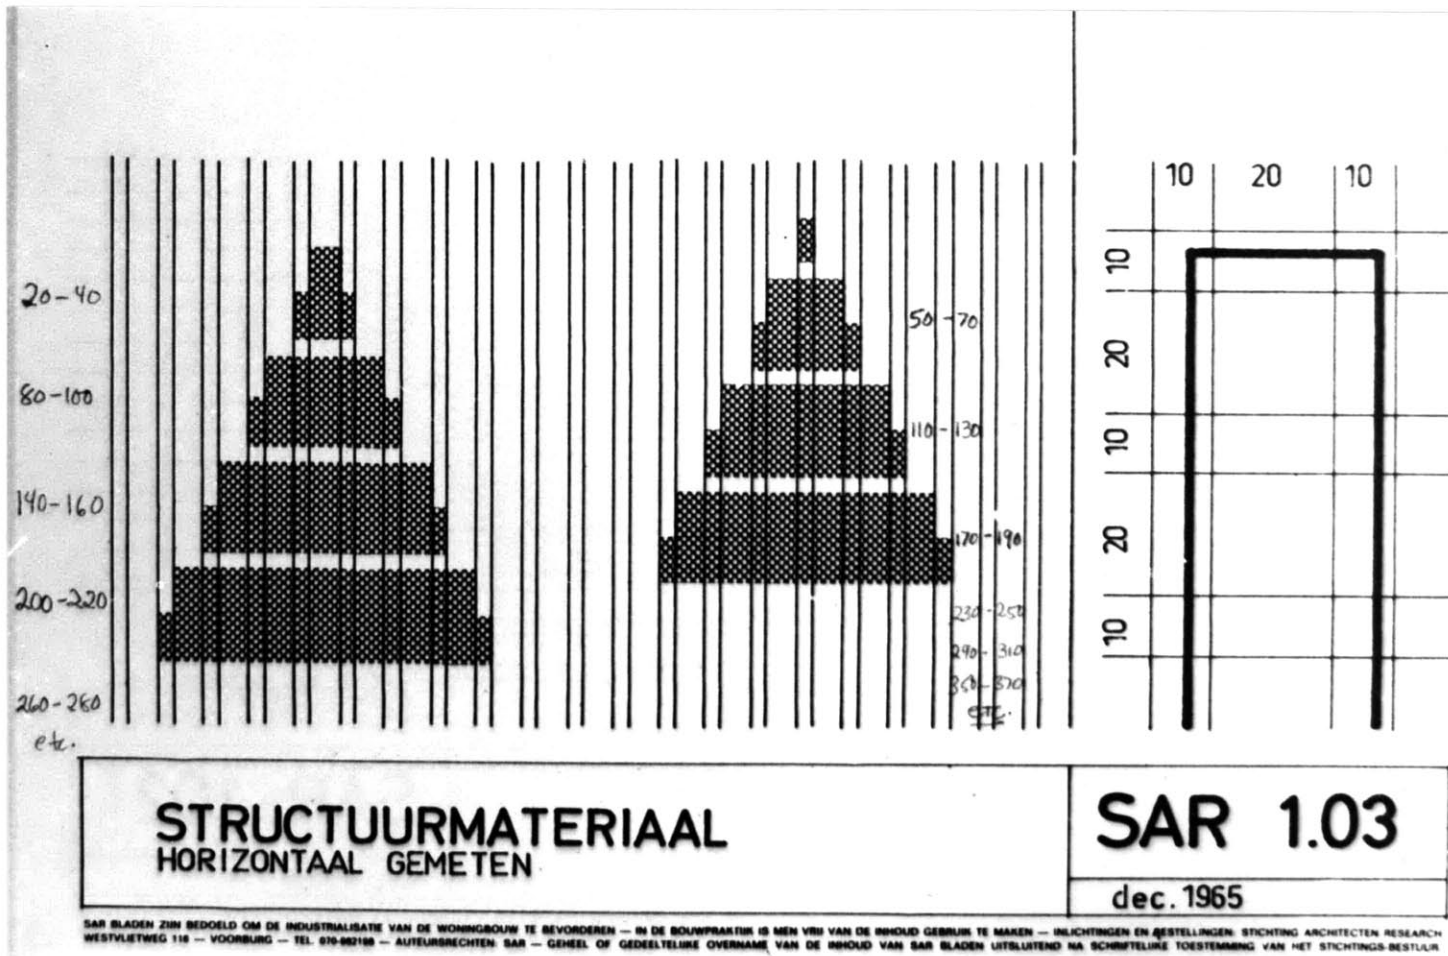 10 20 10
10
20
10
20
10
20-40
80-100
140-160
200-220
260-280
etc.
50-70
110-130
170-190
230-250
290-310
350-370
etc.
STRUCTUURMATERIAAL
HORIZONTAAL GEMETEN
SAR 1.03
dec. 1965
SAR BLADEN ZIJN BEDOELD OM DE INDUSTRIALISATIE VAN DE WONINGBOUW TE BEVORDEREN — IN DE BOUWPRAKTIJK IS MEN VRIJ VAN DE INHOUD GEBRUIK TE MAKEN — INLICHTINGEN EN BESTELLINGEN: STICHTING ARCHITECTEN RESEARCH
WESTVLIETWEG 118 — VOORBURG — TEL. — AUTEURSRECHTEN: SAR — GEHEEL OF GEDEELTELIJKE OVERNAME VAN DE INHOUD VAN SAR BLADEN UITSLUITEND NA SCHRIFTELIJKE TOESTEMMING VAN HET STICHTINGS-BESTUUR